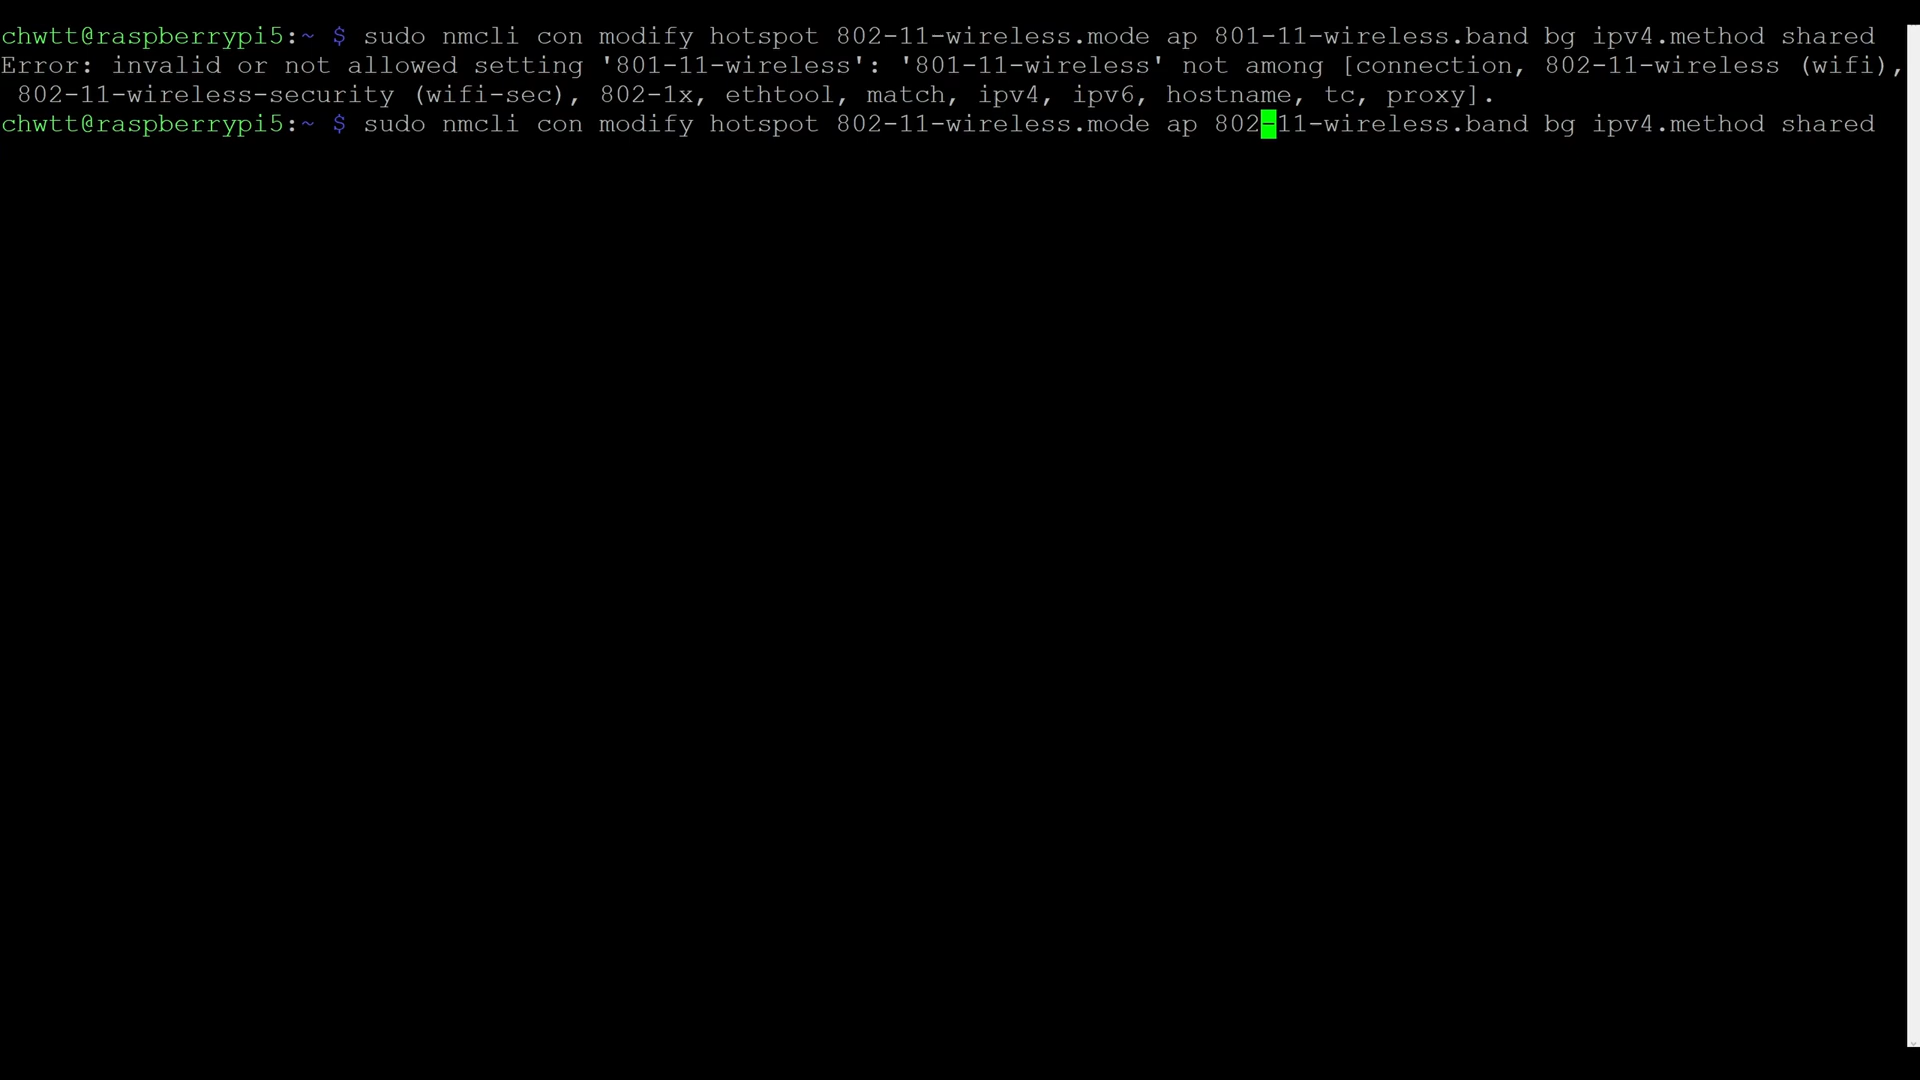 chwtt@raspberrypi5:~ $ sudo nmcli con modify hotspot 802-11-wireless.mode ap 801-11-wireless.band bg ipv4.method shared
Error: invalid or not allowed setting '801-11-wireless': '801-11-wireless' not among [connection, 802-11-wireless (wifi),
802-11-wireless-security (wifi-sec), 802-1x, ethtool, match, ipv4, ipv6, hostname, tc, proxy].
chwtt@raspberrypi5:~ $ sudo nmcli con modify hotspot 802-11-wireless.mode ap 802-11-wireless.band bg ipv4.method shared